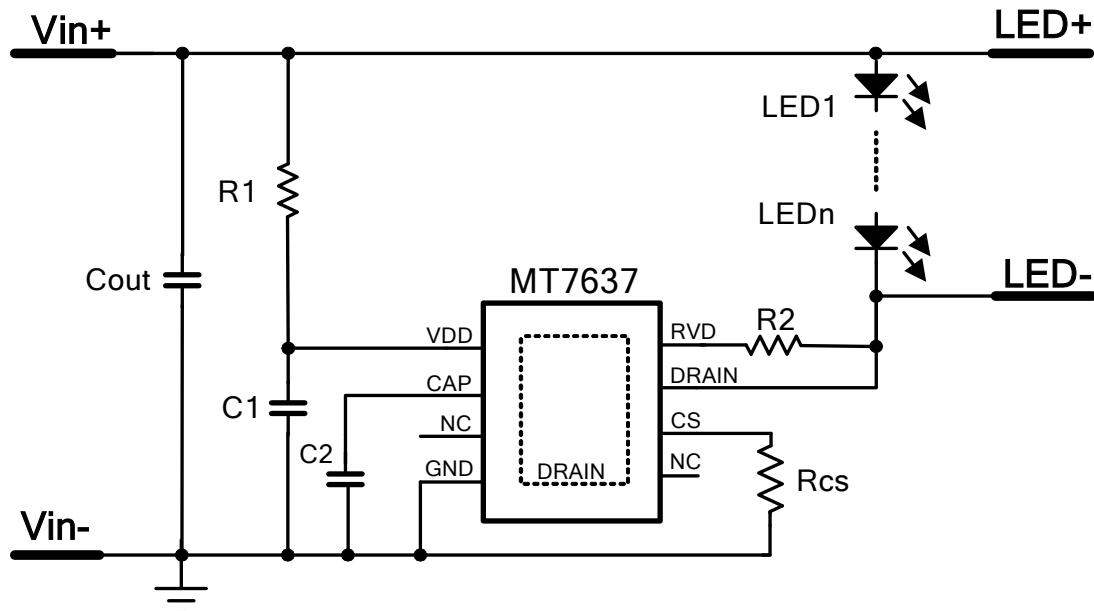 Vin+
LED+
LED1
R1
LEDn
Cout
MT7637
LED-
VDD
RVD
R2
CAP
DRAIN
C1
NC
CS
C2
GND
DRAIN
NC
Rcs
Vin-